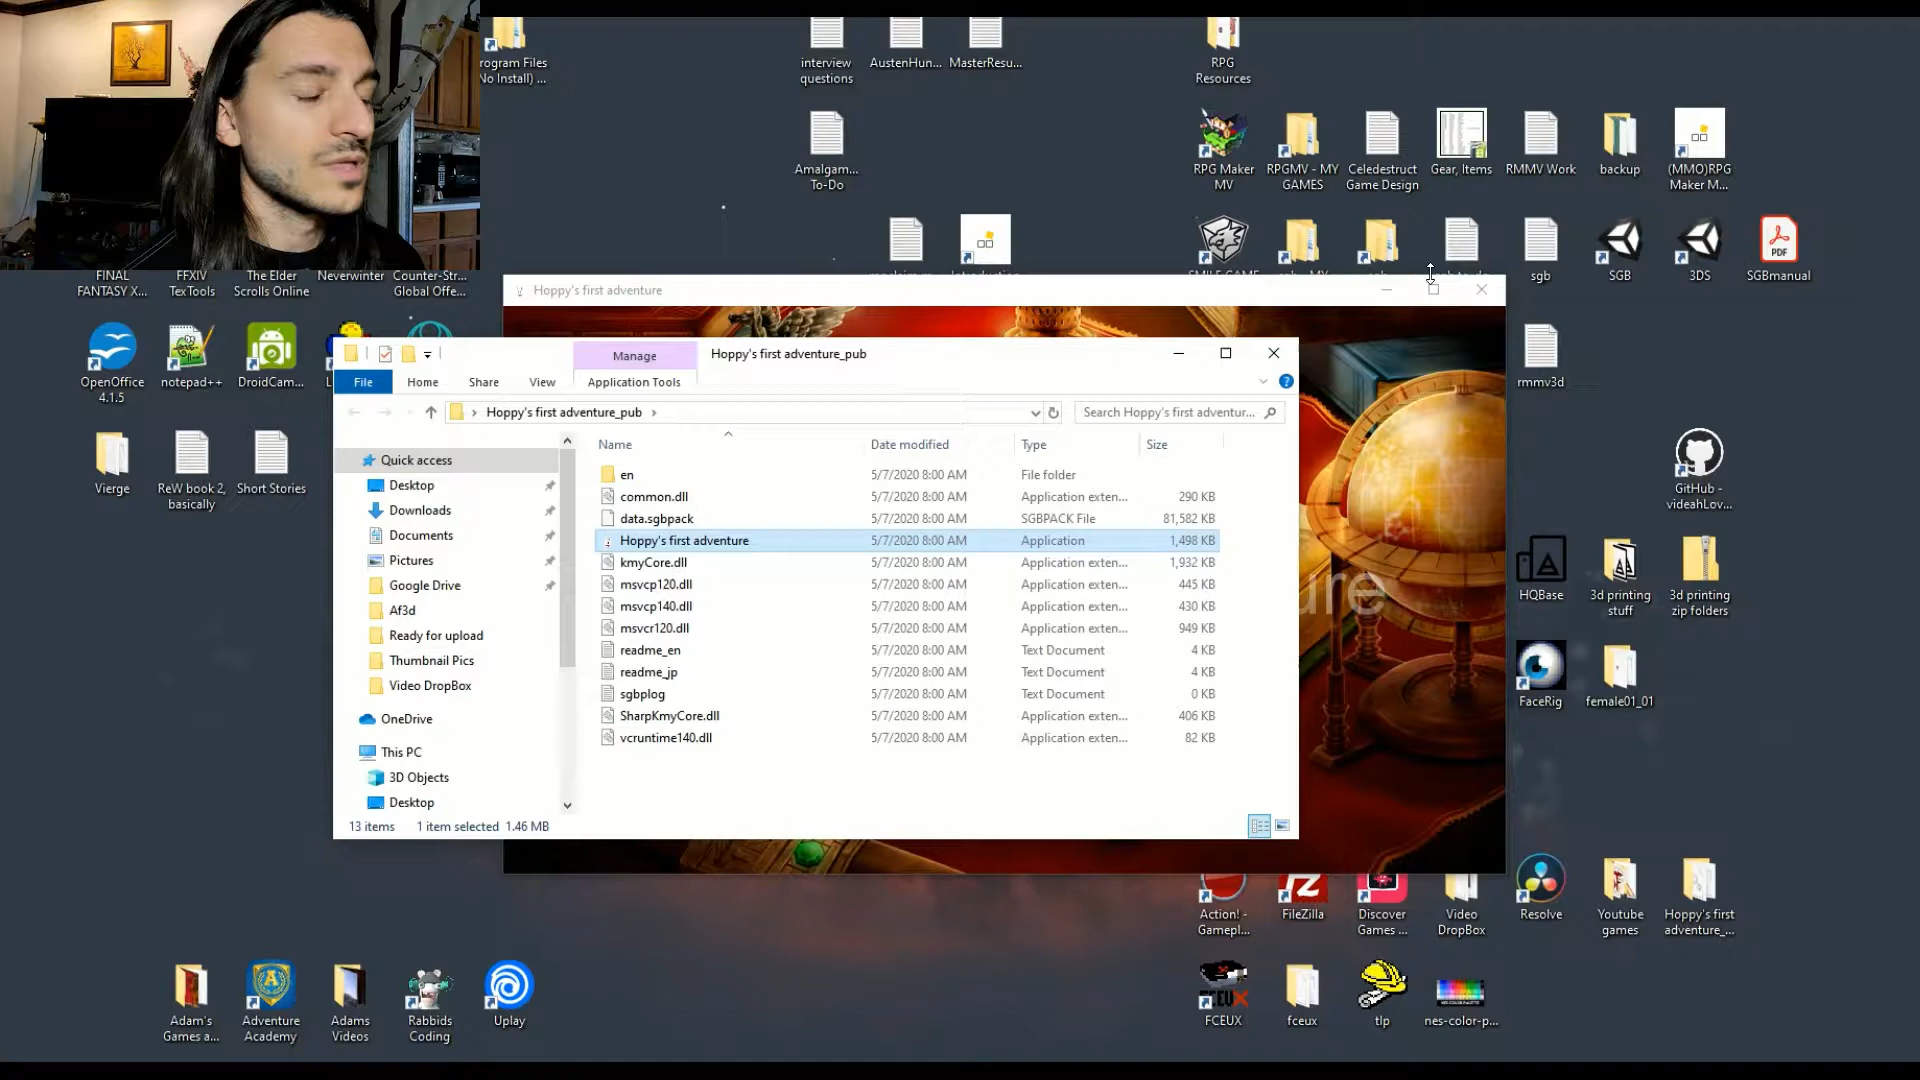 rogram Files
No Install) ...
interview
questions
AustenHun...
MasterResu...
RPG
Resources
Amalgam...
To-Do
RPG Maker
MV
RPGMV - MY
GAMES
Celedestruct
Game Design
Gear, Items
RMMV Work
backup
(MMO)RPG
Maker M...
FINAL
FANTASY X...
FFXIV
TexTools
The Elder
Scrolls Online
Neverwinter
Counter-Str...
Global Offe...
sgb
SGB
3DS
PDF
SGBmanual
Hoppy's first adventure
OpenOffice
4.1.5
notepad++
DroidCam...
rmmv3d
Manage
Hoppy's first adventure_pub
File
Home
Share
View
Application Tools
Hoppy's first adventure_pub
Search Hoppy's first adventur...
Name
Date modified
Type
Size
Quick access
Desktop
Downloads
Documents
Pictures
Google Drive
Af3d
Ready for upload
Thumbnail Pics
Video DropBox
OneDrive
This PC
3D Objects
Desktop
en 5/7/2020 8:00 AM File folder
common.dll 5/7/2020 8:00 AM Application exten... 290 KB
data.sgbpack 5/7/2020 8:00 AM SGBPACK File 81,582 KB
Hoppy's first adventure 5/7/2020 8:00 AM Application 1,498 KB
kmyCore.dll 5/7/2020 8:00 AM Application exten... 1,932 KB
msvcp120.dll 5/7/2020 8:00 AM Application exten... 445 KB
msvcp140.dll 5/7/2020 8:00 AM Application exten... 430 KB
msvcr120.dll 5/7/2020 8:00 AM Application exten... 949 KB
readme_en 5/7/2020 8:00 AM Text Document 4 KB
readme_jp 5/7/2020 8:00 AM Text Document 4 KB
sgbplog 5/7/2020 8:00 AM Text Document 0 KB
SharpKmyCore.dll 5/7/2020 8:00 AM Application exten... 406 KB
vcruntime140.dll 5/7/2020 8:00 AM Application exten... 82 KB
13 items 1 item selected 1.46 MB
ure
Vierge
ReW book 2,
basically
Short Stories
GitHub -
videahLov...
HQBase
3d printing
stuff
3d printing
zip folders
FaceRig
female01_01
Action! -
Gamepl...
FileZilla
Discover
Games ...
Video
DropBox
Resolve
Youtube
games
Hoppy's first
adventure_...
Adam's
Games a...
Adventure
Academy
Adams
Videos
Rabbids
Coding
Uplay
FCEUX
fceux
tlp
nes-color-p...